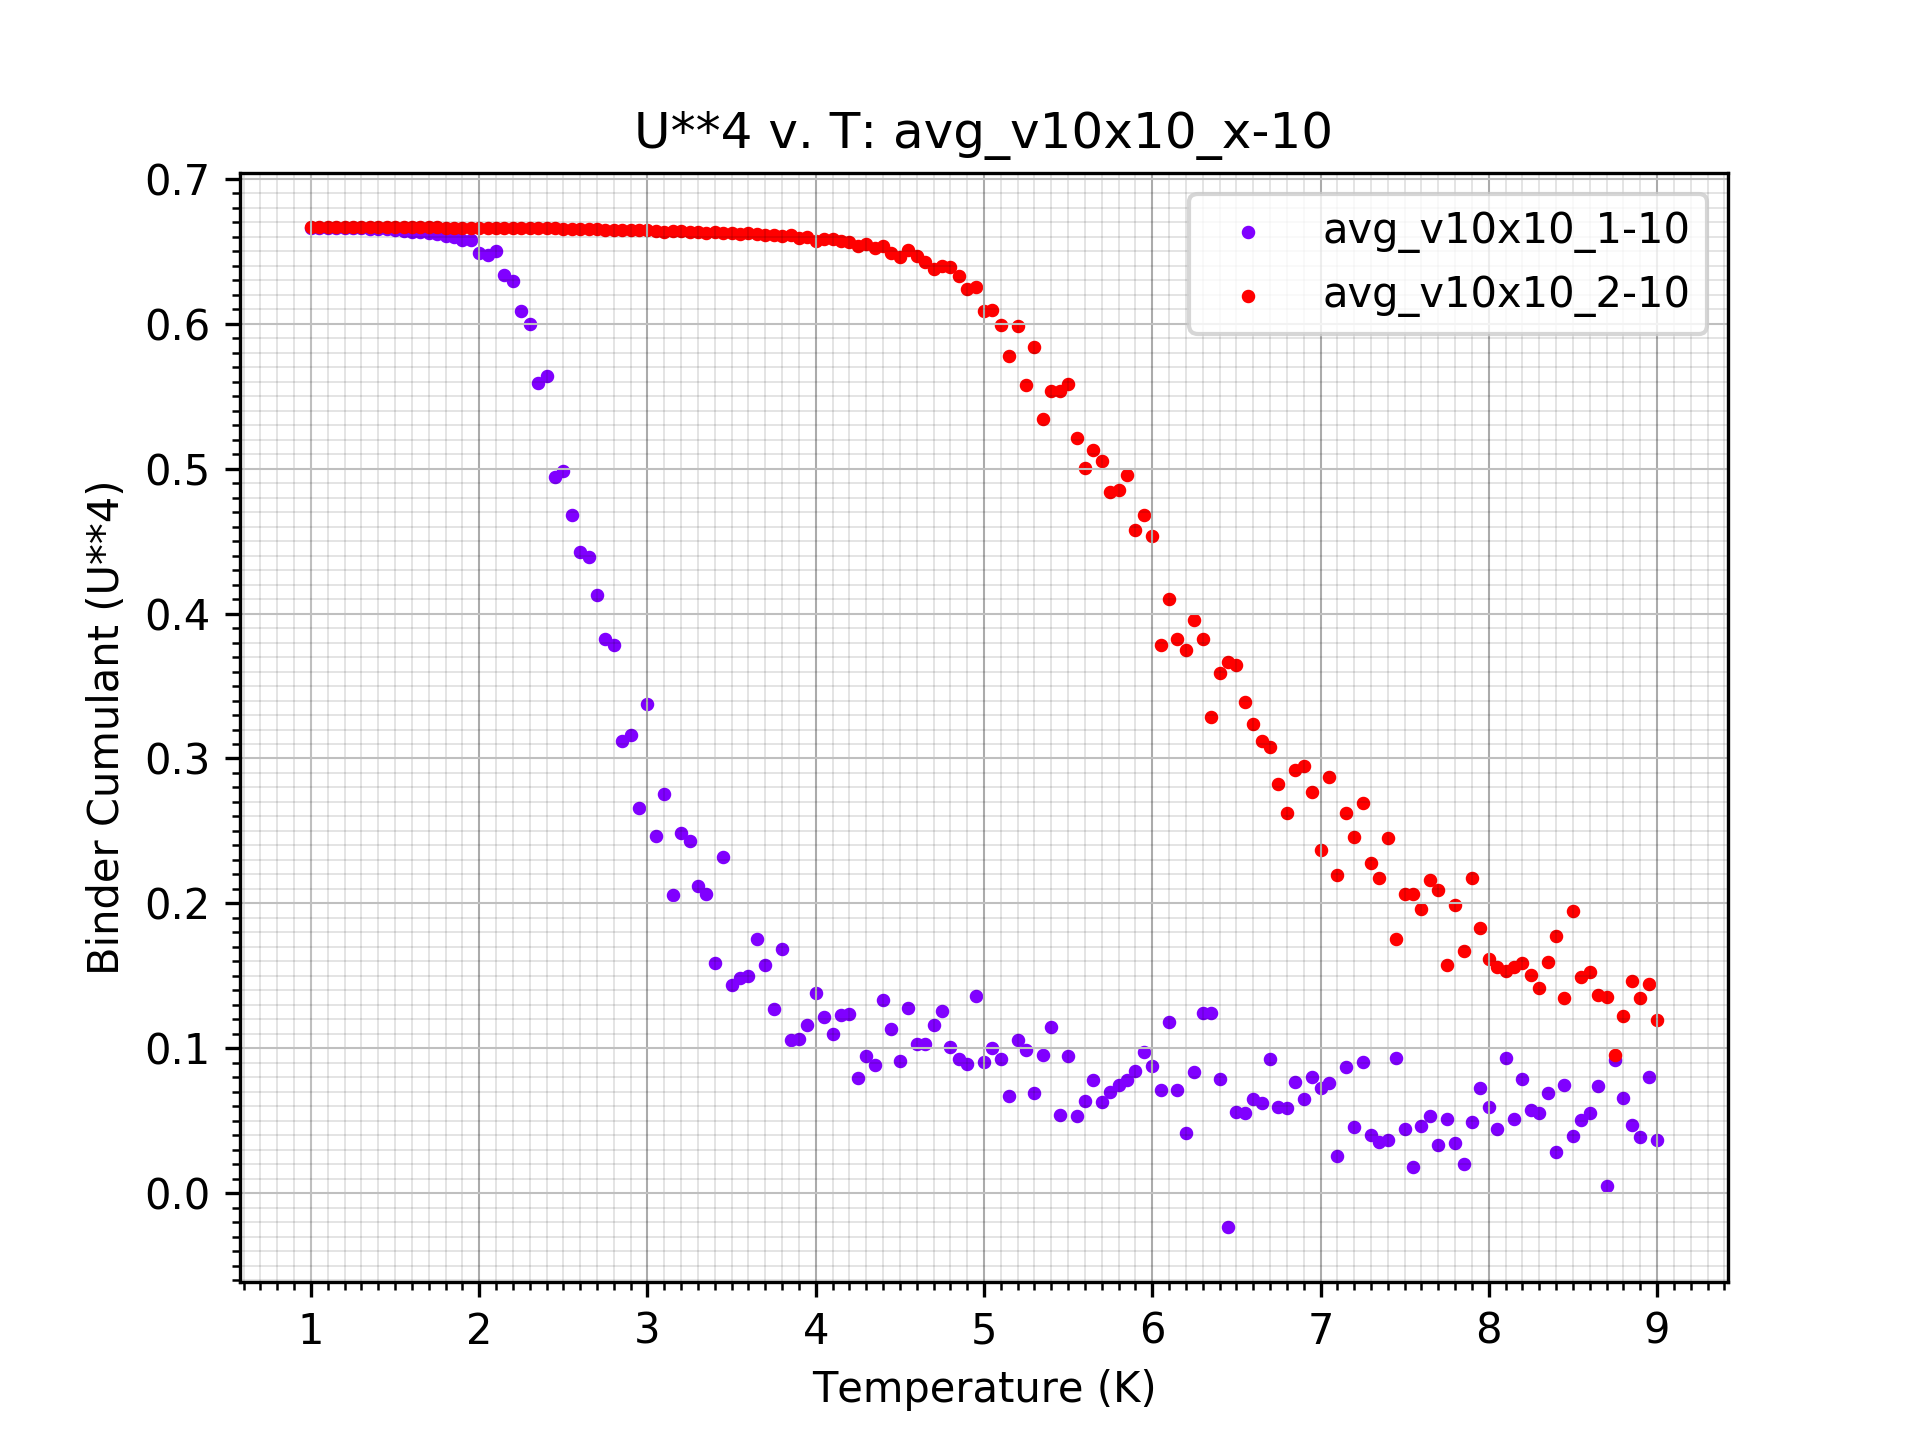 U**4 v. T: avg_v10x10_x-10
avg_v10x10_1-10
avg_v10x10_2-10
Binder Cumulant (U**4)
0.7
0.6
0.5
0.4
0.3
0.2
0.1
0.0
1 2 3 4 5 6 7 8 9
Temperature (K)